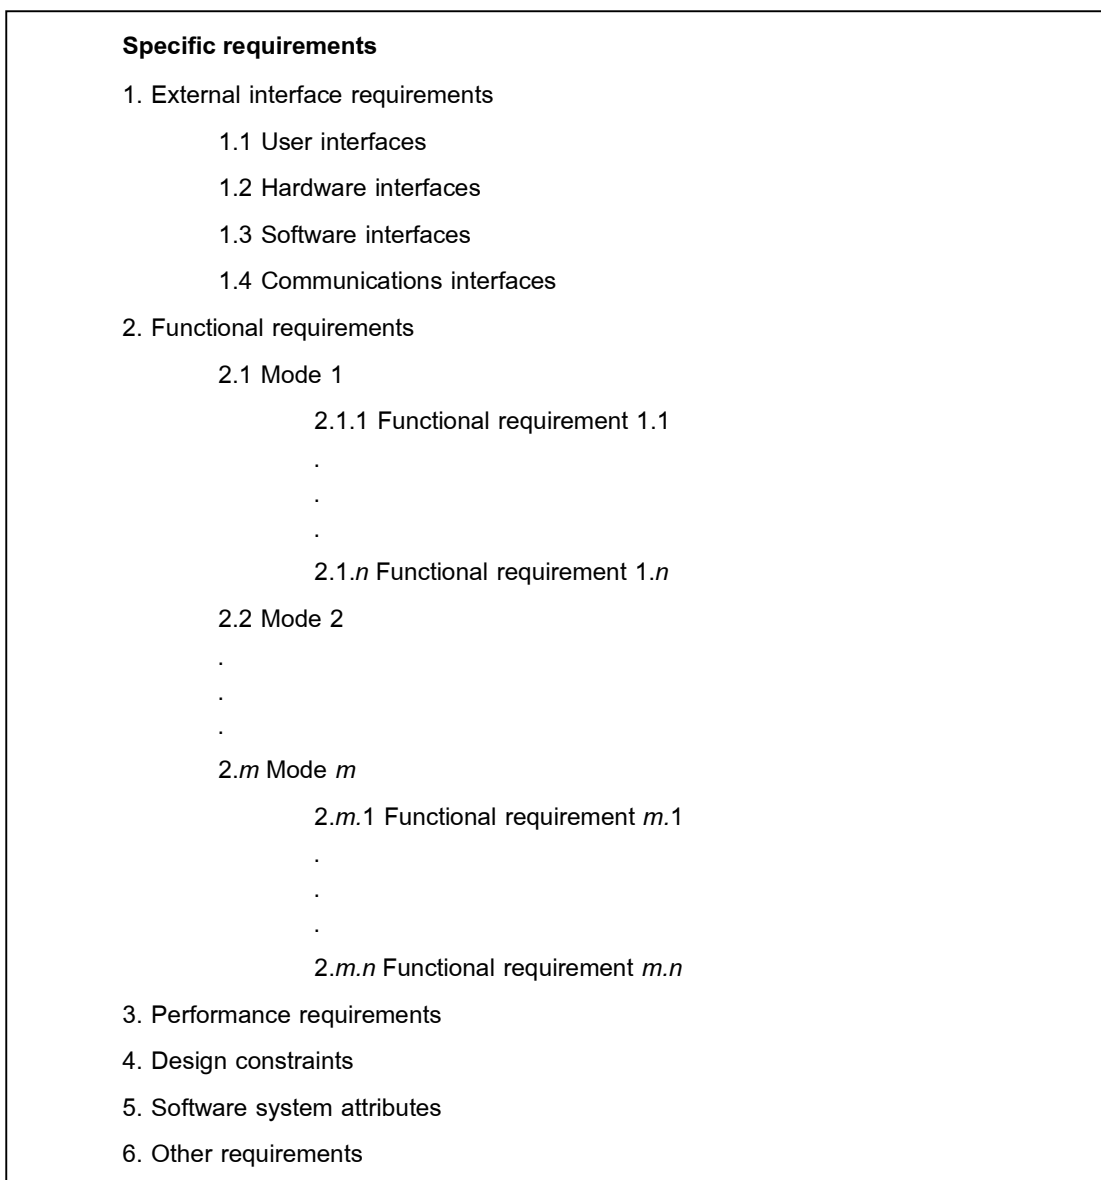 Specific requirements
1. External interface requirements
1.1 User interfaces
1.2 Hardware interfaces
1.3 Software interfaces
1.4 Communications interfaces
2. Functional requirements
2.1 Mode 1
2.1.1 Functional requirement 1.1
.
.
.
2.1.n Functional requirement 1.n
2.2 Mode 2
.
.
.
2.m Mode m
2.m.1 Functional requirement m.1
.
.
.
2.m.n Functional requirement m.n
3. Performance requirements
4. Design constraints
5. Software system attributes
6. Other requirements